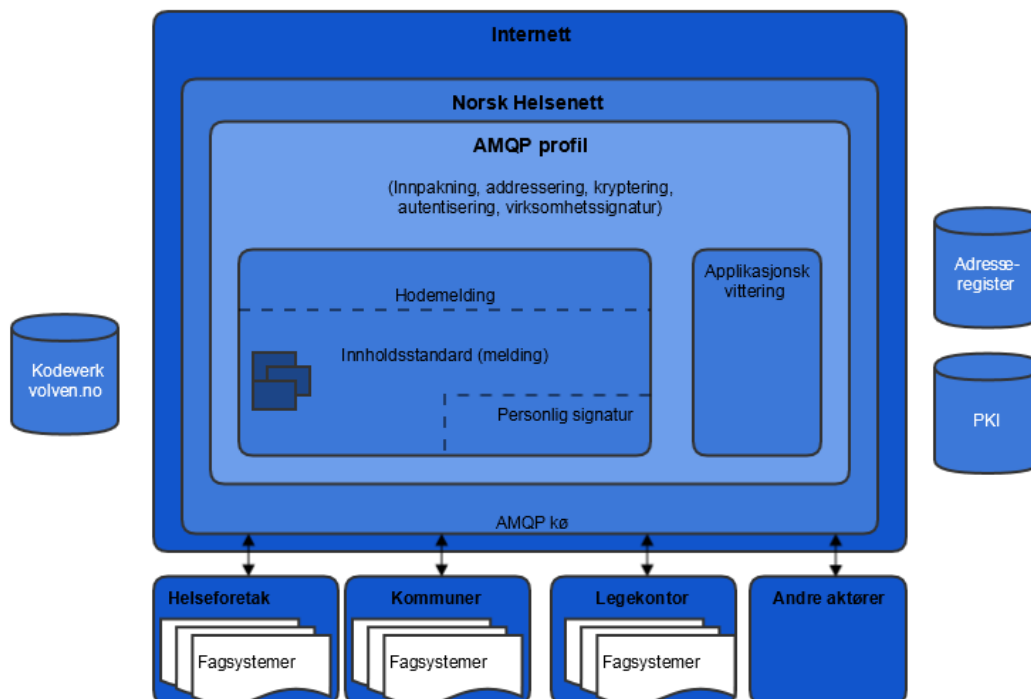 Internett
Norsk Helsenett
AMQP profil
(Innpakning, addressering, kryptering,
autentisering, virksomhetssignatur)
Hodemelding
Innholdsstandard (melding)
Personlig signatur
Applikasjonsk
vittering
AMQP kø
Kodeverk
volven.no
Adresse-
register
PKI
Helseforetak
Fagsystemer
Kommuner
Fagsystemer
Legekontor
Fagsystemer
Andre aktører